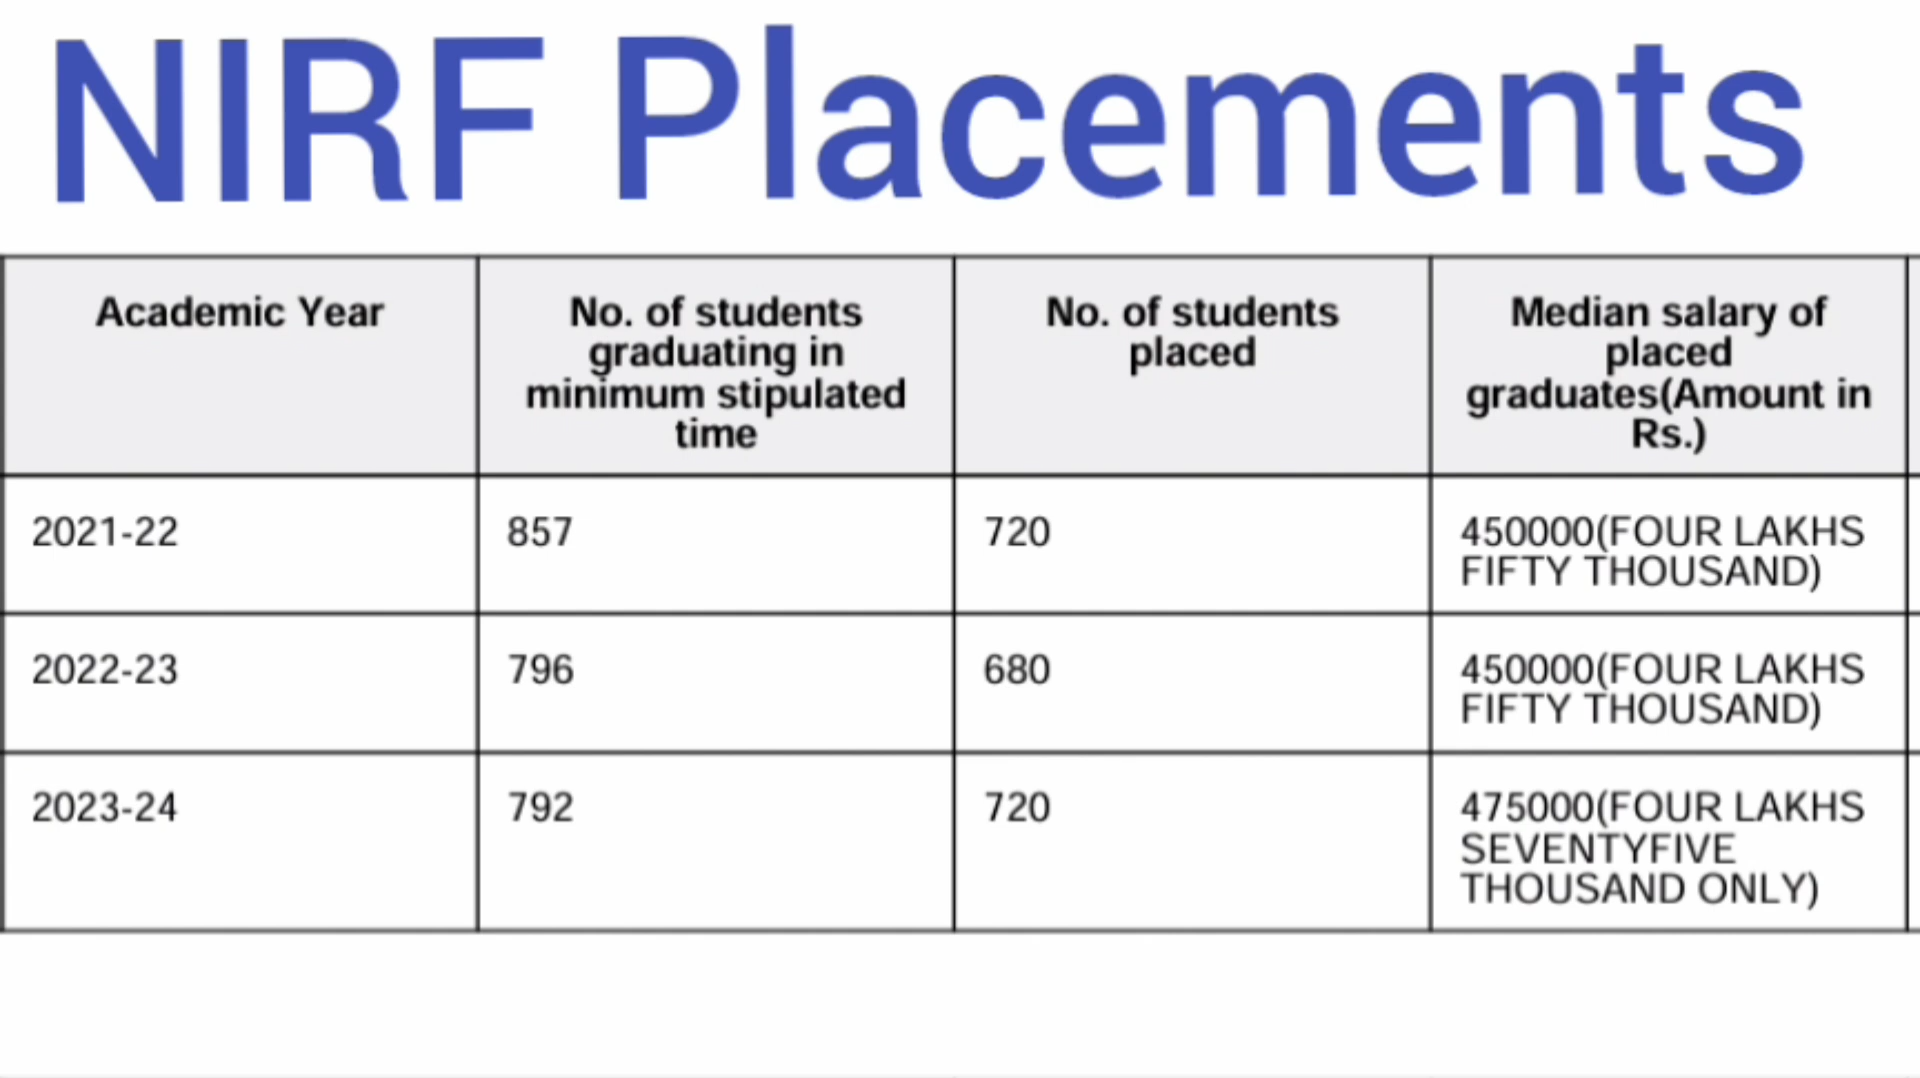 NIRF Placements
Academic Year
No. of students
graduating in
minimum stipulated
time
No. of students
placed
Median salary of
placed
graduates(Amount in
Rs.)
2021-22
857
720
450000(FOUR LAKHS
FIFTY THOUSAND)
2022-23
796
680
450000(FOUR LAKHS
FIFTY THOUSAND)
2023-24
792
720
475000(FOUR LAKHS
SEVENTYFIVE
THOUSAND ONLY)